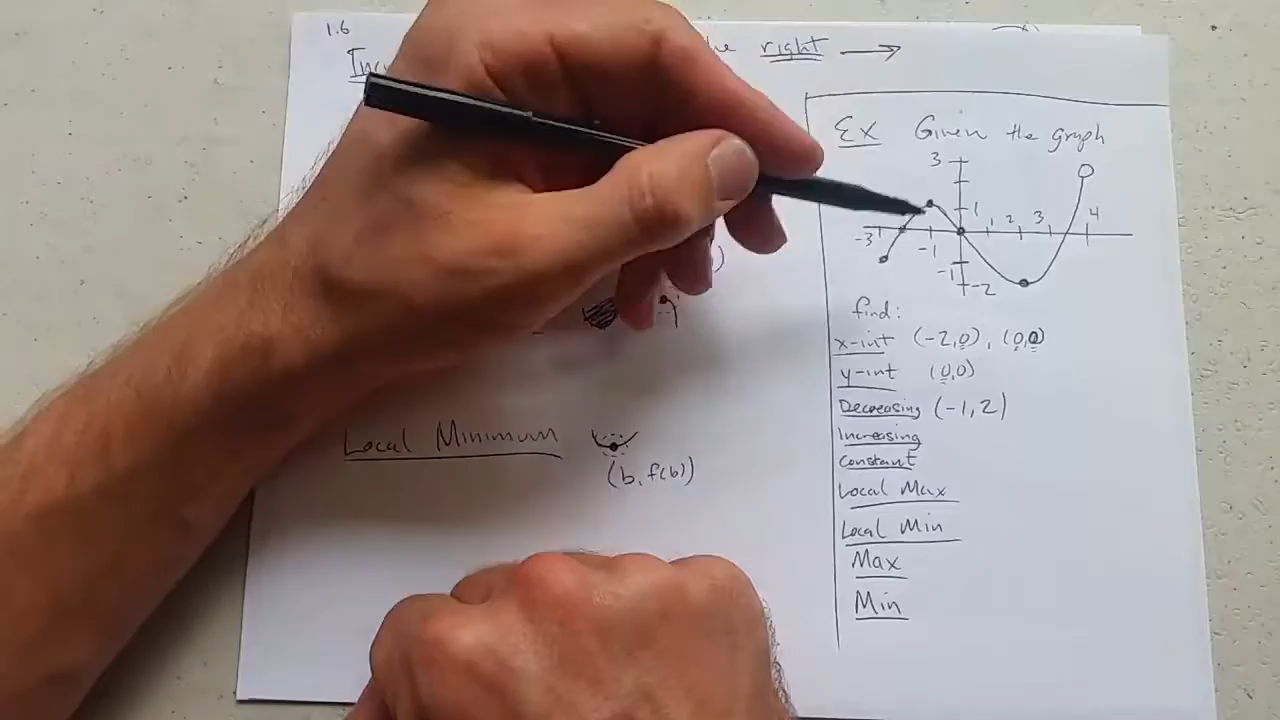 1.6
right →
Ex Given the graph
3
1
-3 -1 1 2 3 4
-1
-2
find:
x-int (-2,0), (0,0)
y-int (0,0)
Decreasing (-1,2)
Increasing
Constant
Local Max
Local Min
Max
Min
Local Minimum
(b, f(b))